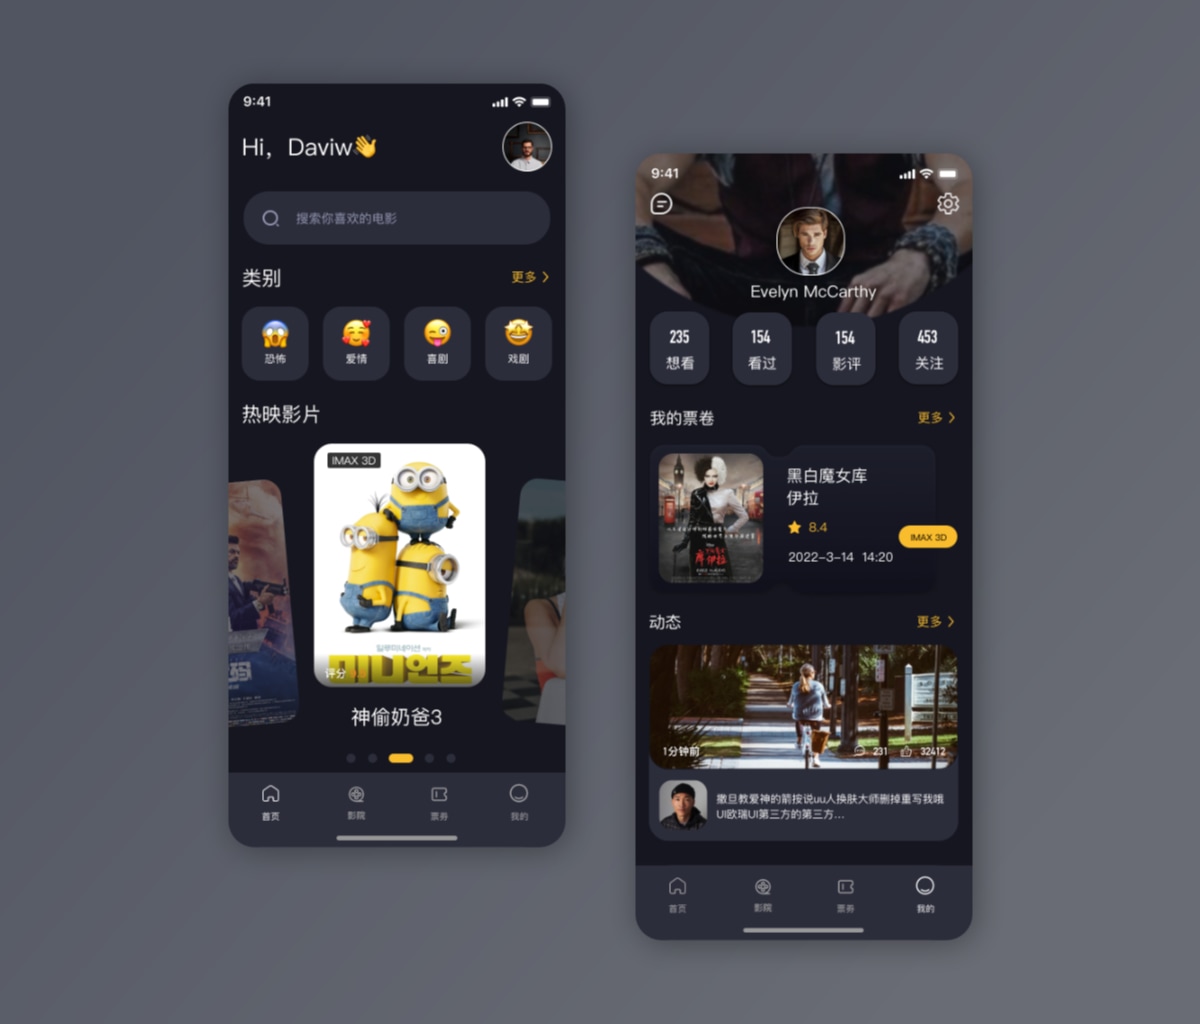 9:41
Hi，Daviw👋
搜索你喜欢的电影
类别
更多
恐怖
爱情
喜剧
戏剧
热映影片
IMAX 3D
码
미니언즈
评分
神偷奶爸3
首页
影院
票券
我的
9:41
Evelyn McCarthy
235
想看
154
看过
154
影评
453
关注
我的票卷
更多
黑白魔女库
伊拉
8.4
2022-3-14 14:20
IMAX 3D
库伊拉
动态
更多
1分钟前
231
32412
撒旦教爱神的箭按说uu人换肤大师删掉重写我哦
UI欧瑞UI第三方的第三方...
首页
影院
票券
我的